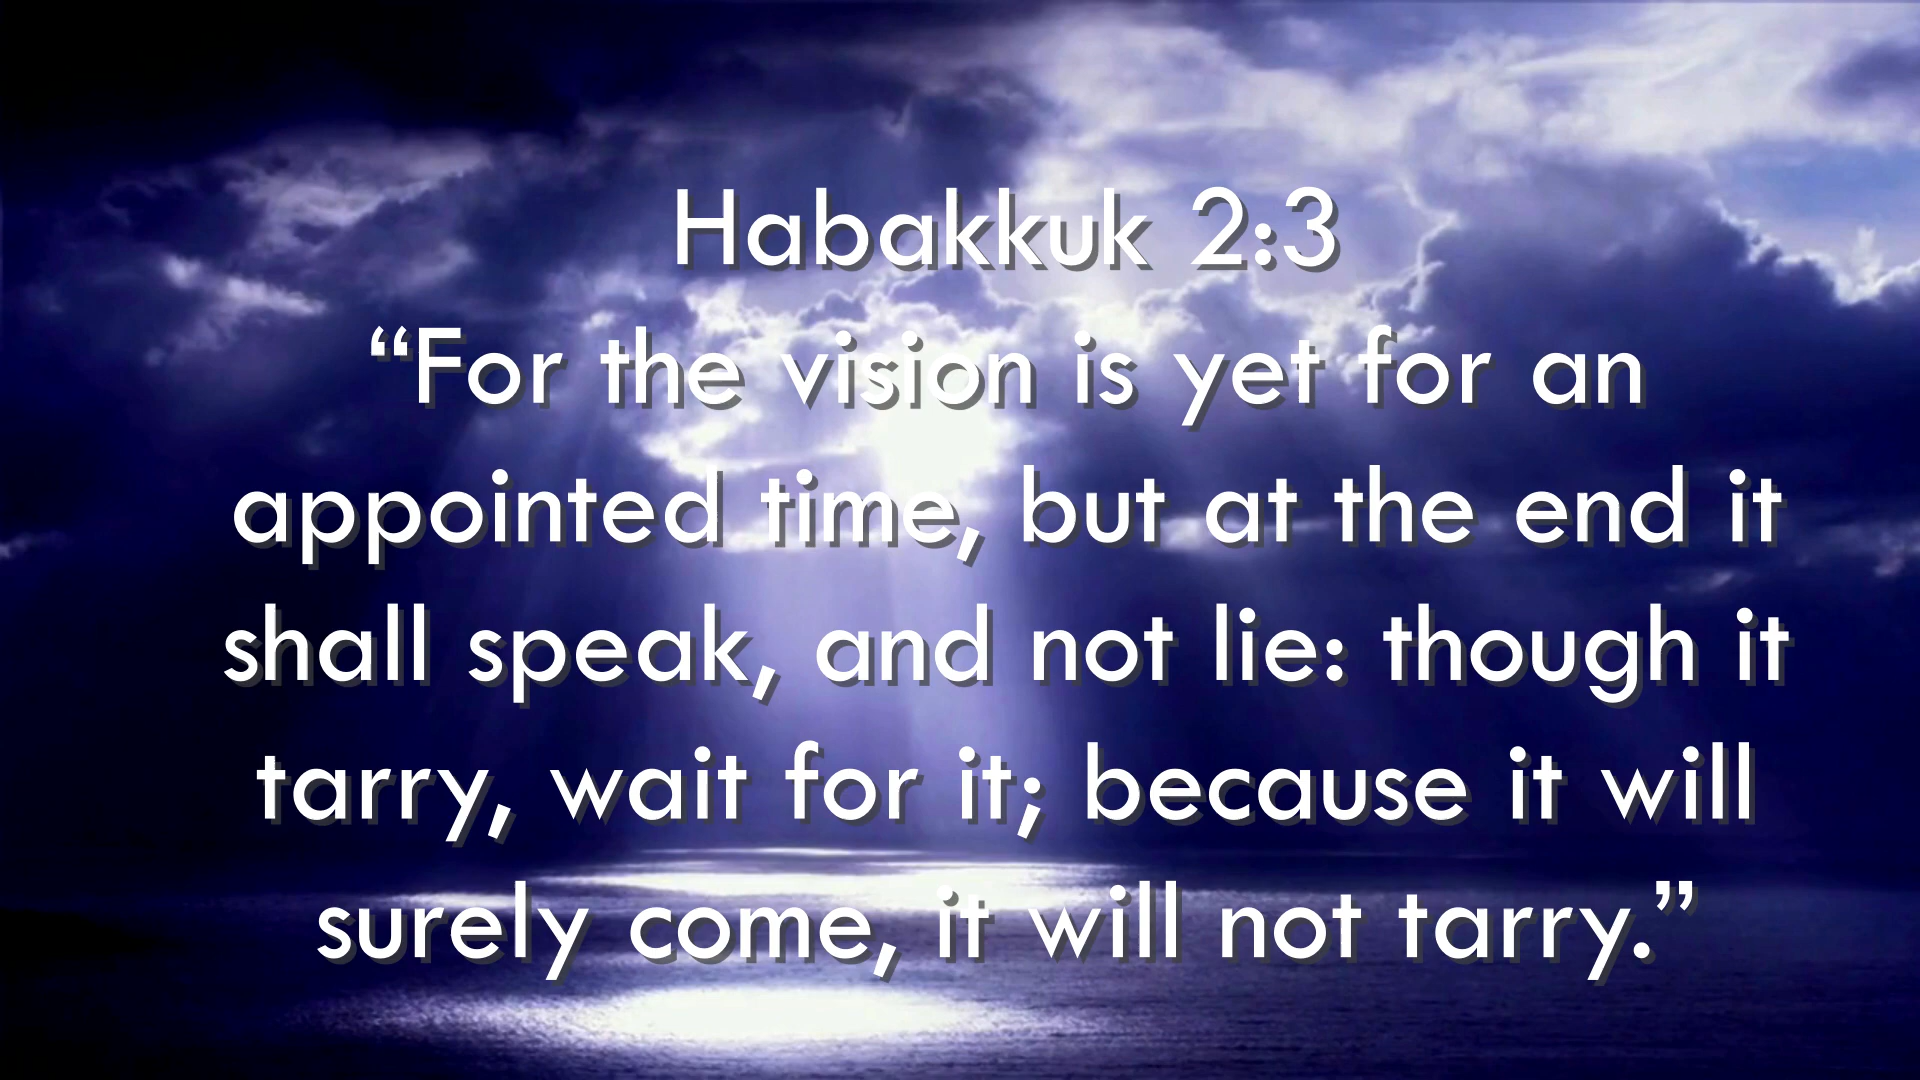 Habakkuk 2:3
“For the vision is yet for an
appointed time, but at the end it
shall speak, and not lie: though it
tarry, wait for it; because it will
surely come, it will not tarry.”